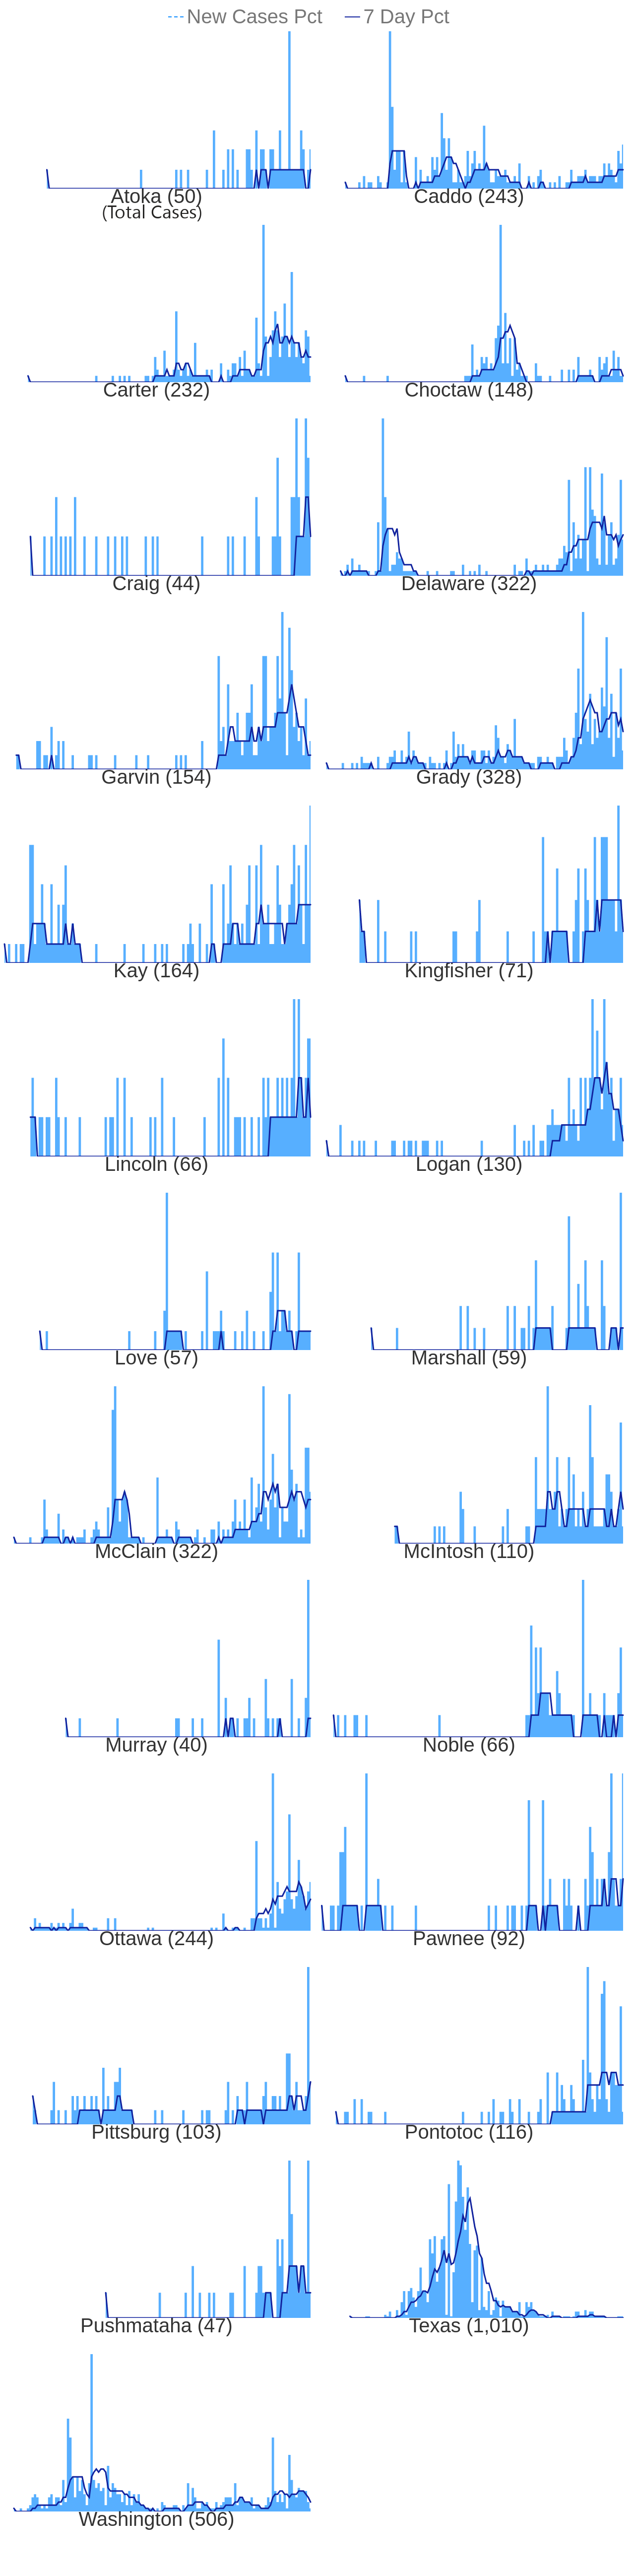 New Cases Pct 7 Day Pct
Atoka (50) Caddo (243)
(Total Cases)
Carter (232) Choctaw (148)
Craig (44) Delaware (322)
Garvin (154) Grady (328)
Kay (164) Kingfisher (71)
Lincoln (66) Logan (130)
Love (57) Marshall (59)
McClain (322) McIntosh (110)
Murray (40) Noble (66)
Ottawa (244) Pawnee (92)
Pittsburg (103) Pontotoc (116)
Pushmataha (47) Texas (1,010)
Washington (506)